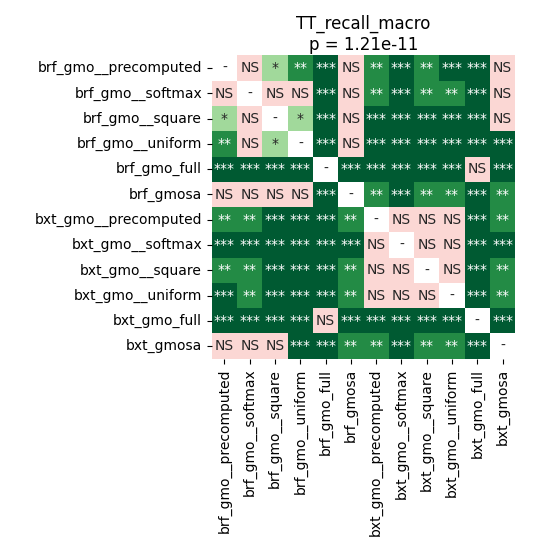 TT_recall_macro
p = 1.21e-11
brf_gmo__precomputed - NS * ** *** NS ** *** ** *** *** NS
brf_gmo__softmax NS - NS NS *** NS ** *** ** ** *** NS
brf_gmo__square * NS - * *** NS *** *** *** *** *** NS
brf_gmo__uniform ** NS * - *** NS *** *** *** *** *** ***
brf_gmo_full *** *** *** *** - *** *** *** *** *** NS ***
brf_gmosa NS NS NS NS *** - ** *** ** ** *** **
bxt_gmo__precomputed ** ** *** *** *** ** - NS NS NS *** **
bxt_gmo__softmax *** *** *** *** *** *** NS - NS NS *** ***
bxt_gmo__square ** ** *** *** *** ** NS NS - NS *** **
bxt_gmo__uniform *** ** *** *** *** ** NS NS NS - *** **
bxt_gmo_full *** *** *** *** NS *** *** *** *** *** - ***
bxt_gmosa NS NS NS *** *** ** ** *** ** ** *** -
brf_gmo__precomputed
brf_gmo__softmax
brf_gmo__square
brf_gmo__uniform
brf_gmo_full
brf_gmosa
bxt_gmo__precomputed
bxt_gmo__softmax
bxt_gmo__square
bxt_gmo__uniform
bxt_gmo_full
bxt_gmosa